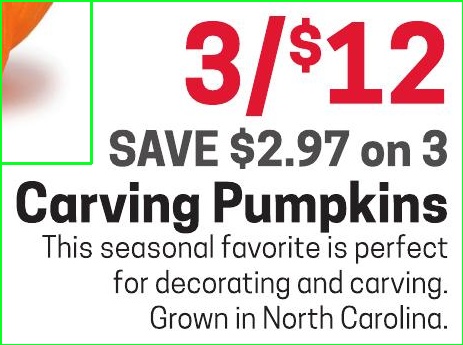 3/$12
SAVE $2.97 on 3
Carving Pumpkins
This seasonal favorite is perfect
for decorating and carving.
Grown in North Carolina.